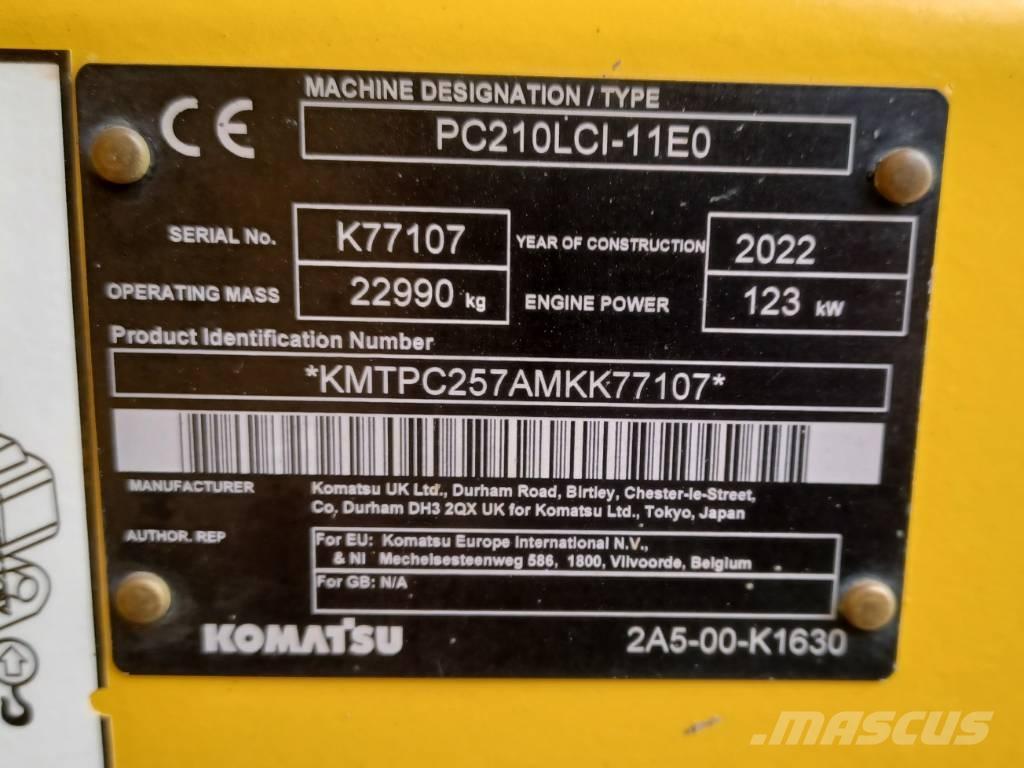 CE
MACHINE DESIGNATION / TYPE
PC210LCI-11E0
SERIAL No. K77107 YEAR OF CONSTRUCTION 2022
OPERATING MASS 22990 kg ENGINE POWER 123 kW
Product Identification Number
*KMTPC257AMKK77107*
MANUFACTURER Komatsu UK Ltd., Durham Road, Birtley, Chester-le-Street,
Co, Durham DH3 2QX UK for Komatsu Ltd., Tokyo, Japan
AUTHOR. REP For EU: Komatsu Europe International N.V.,
& NI Mechelsesteenweg 586, 1800, Vilvoorde, Belgium
For GB: N/A
KOMATSU 2A5-00-K1630
MASCUS